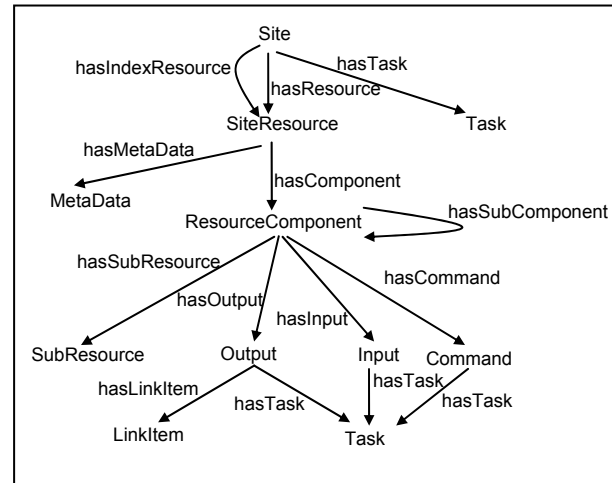 Site
hasIndexResource
hasTask
hasResource
SiteResource
Task
hasMetaData
hasComponent
MetaData
ResourceComponent
hasSubComponent
hasSubResource
hasCommand
hasOutput
hasInput
SubResource
Output
Input
Command
hasLinkItem
hasTask
hasTask
hasTask
LinkItem
Task